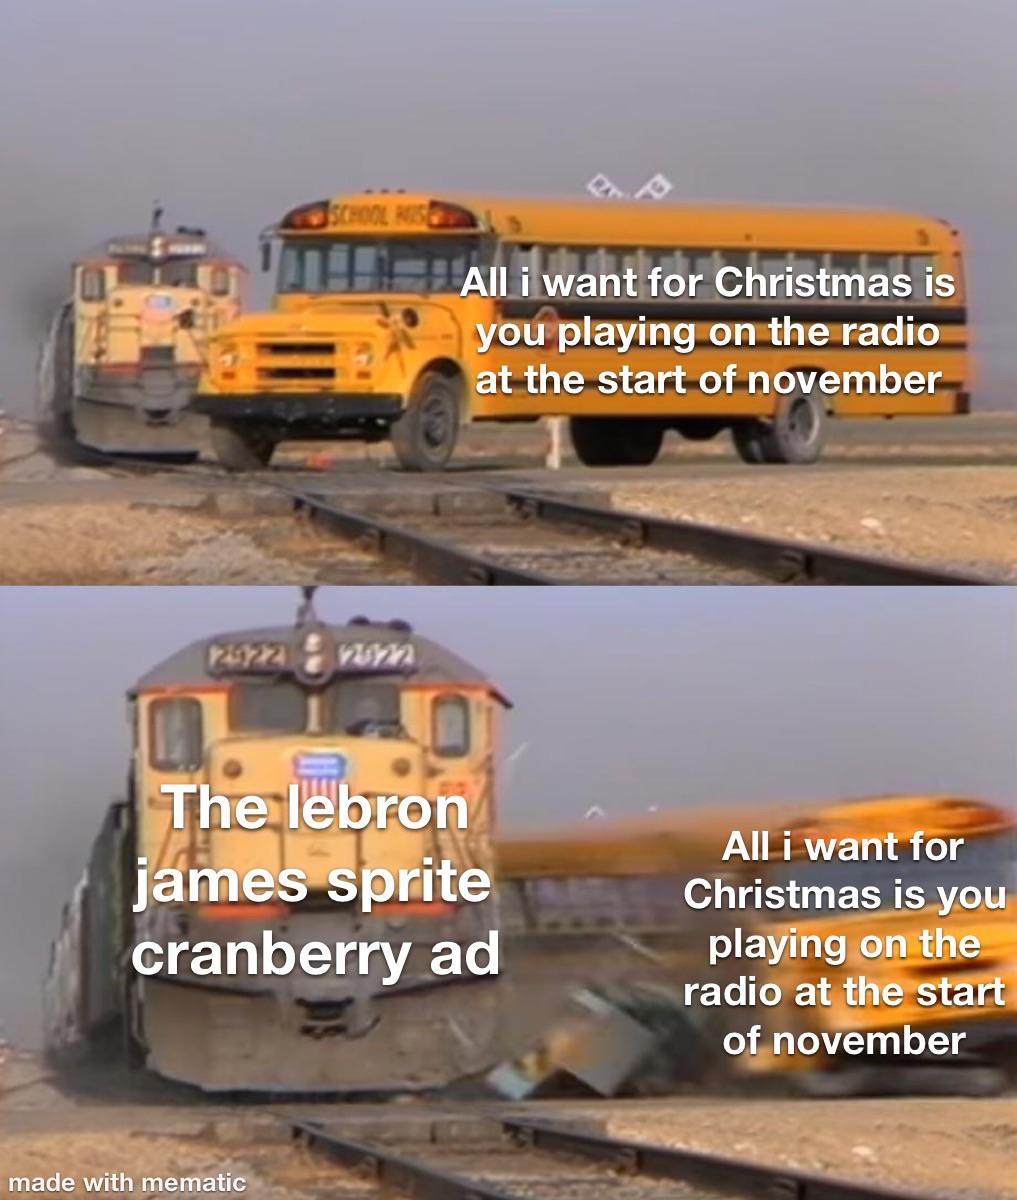 SCHOOL BUS
All i want for Christmas is
you playing on the radio
at the start of november
2922 2922
The lebron
james sprite
cranberry ad
All i want for
Christmas is you
playing on the
radio at the start
of november
made with mematic